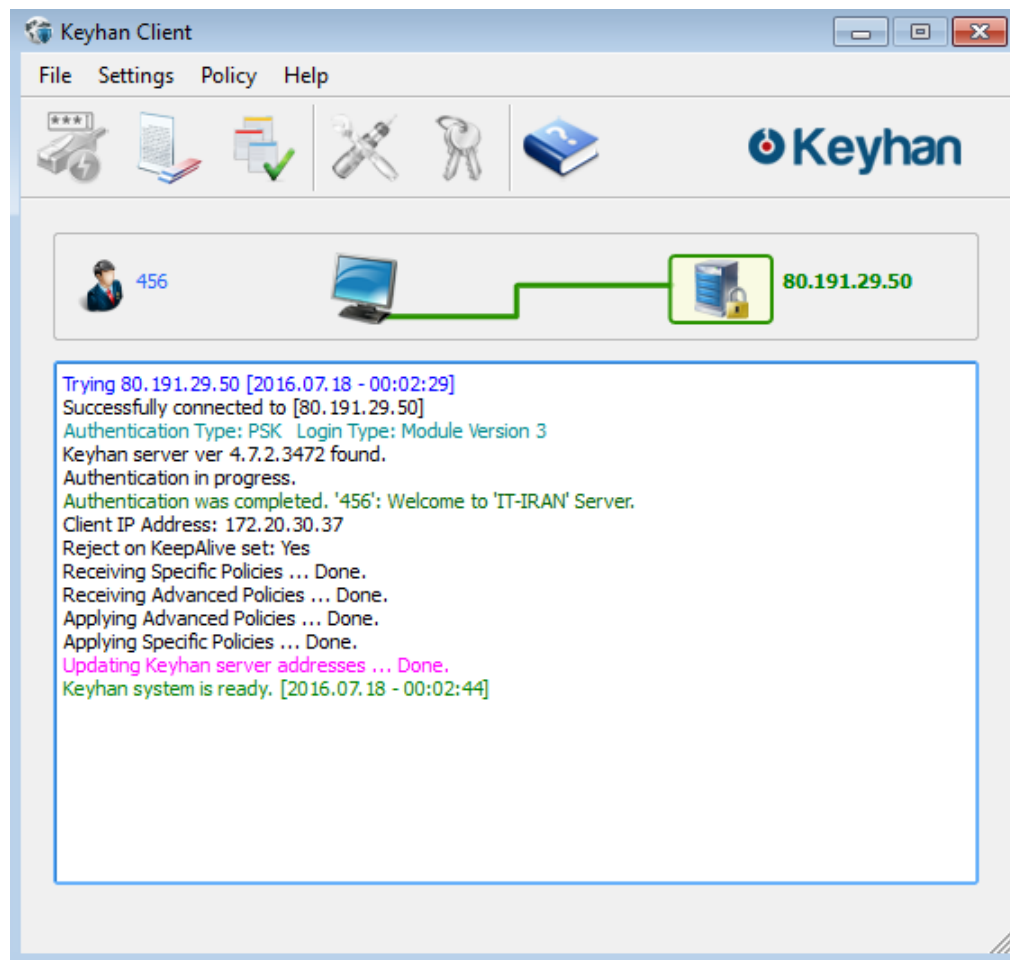 Keyhan Client
File Settings Policy Help
***
Keyhan
456
80.191.29.50
Trying 80.191.29.50 [2016.07.18 - 00:02:29]
Successfully connected to [80.191.29.50]
Authentication Type: PSK Login Type: Module Version 3
Keyhan server ver 4.7.2.3472 found.
Authentication in progress.
Authentication was completed. '456': Welcome to 'IT-IRAN' Server.
Client IP Address: 172.20.30.37
Reject on KeepAlive set: Yes
Receiving Specific Policies ... Done.
Receiving Advanced Policies ... Done.
Applying Advanced Policies ... Done.
Applying Specific Policies ... Done.
Updating Keyhan server addresses ... Done.
Keyhan system is ready. [2016.07.18 - 00:02:44]